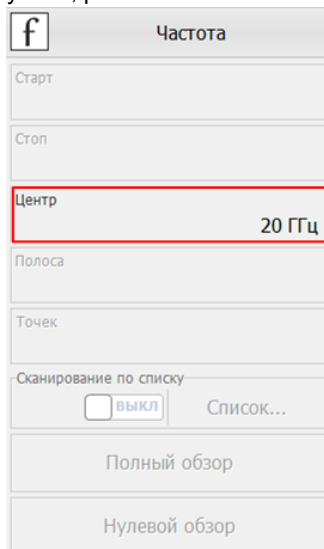 f Частота
Старт
Стоп
Центр
20 ГГц
Полоса
Точек
Сканирование по списку
ВЫКЛ Список...
Полный обзор
Нулевой обзор